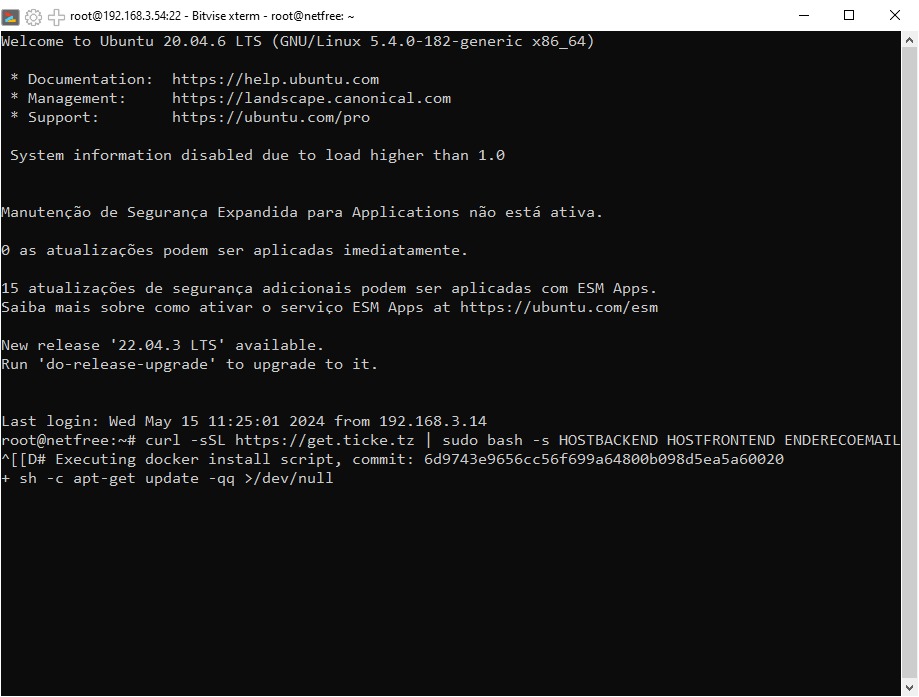 root@192.168.3.54:22 - Bitvise xterm - root@netfree: ~
Welcome to Ubuntu 20.04.6 LTS (GNU/Linux 5.4.0-182-generic x86_64)
* Documentation: https://help.ubuntu.com
* Management: https://landscape.canonical.com
* Support: https://ubuntu.com/pro
System information disabled due to load higher than 1.0
Manutenção de Segurança Expandida para Applications não está ativa.
0 as atualizações podem ser aplicadas imediatamente.
15 atualizações de segurança adicionais podem ser aplicadas com ESM Apps.
Saiba mais sobre como ativar o serviço ESM Apps at https://ubuntu.com/esm
New release '22.04.3 LTS' available.
Run 'do-release-upgrade' to upgrade to it.
Last login: Wed May 15 11:25:01 2024 from 192.168.3.14
root@netfree:~# curl -sSL https://get.ticke.tz | sudo bash -s HOSTBACKEND HOSTFRONTEND ENDERECOEMAIL
^[[D# Executing docker install script, commit: 6d9743e9656cc56f699a64800b098d5ea5a60020
+ sh -c apt-get update -qq >/dev/null